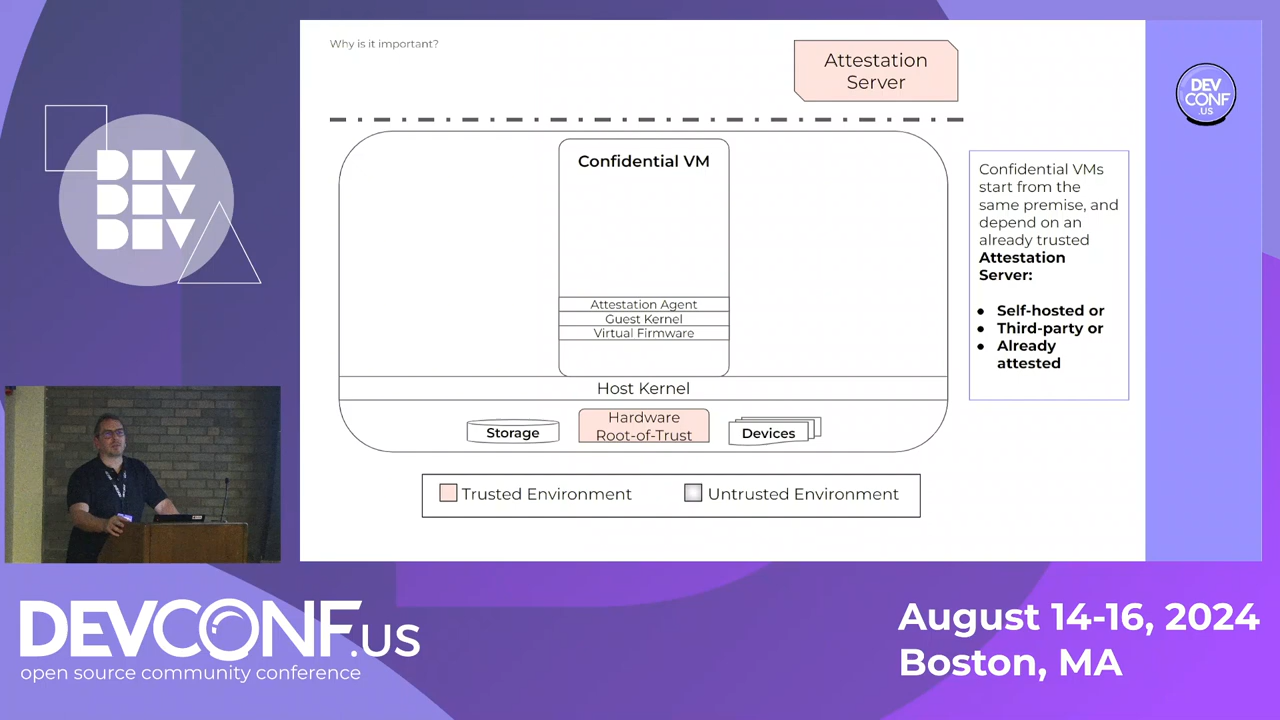 Why is it important?
Attestation
Server
DEV
CONF
.US
DEV
DEV
DEV
Confidential VM
Confidential VMs
start from the
same premise, and
depend on an
already trusted
Attestation
Server:
● Self-hosted or
● Third-party or
● Already
attested
Attestation Agent
Guest Kernel
Virtual Firmware
Host Kernel
Storage
Hardware
Root-of-Trust
Devices
Trusted Environment
Untrusted Environment
DEVCONF.US
open source community conference
August 14-16, 2024
Boston, MA